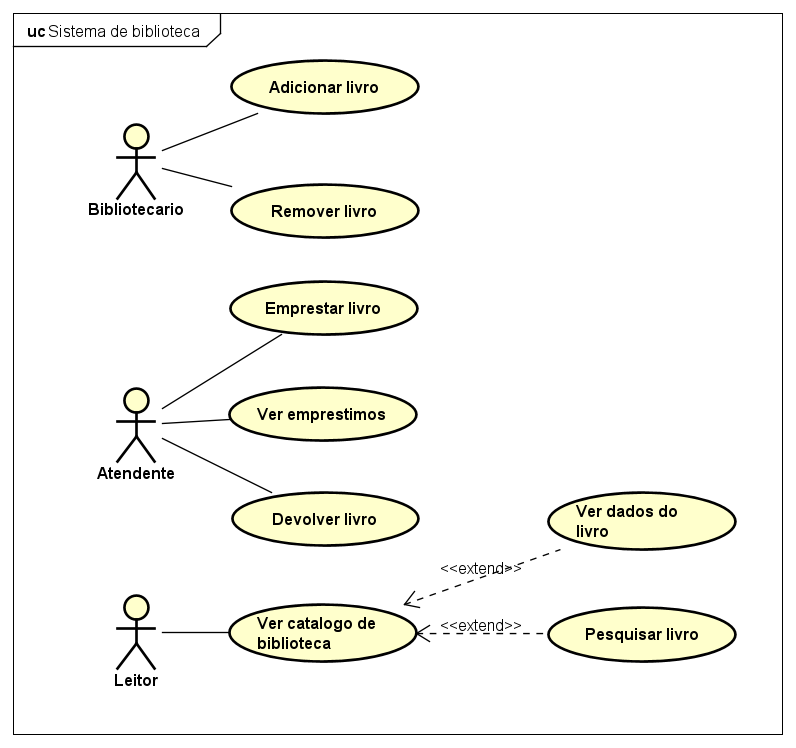 uc Sistema de biblioteca
Adicionar livro
Bibliotecario
Remover livro
Emprestar livro
Ver emprestimos
Atendente
Devolver livro
Ver dados do
livro
<<extend>>
Ver catalogo de
biblioteca
<<extend>>
Pesquisar livro
Leitor